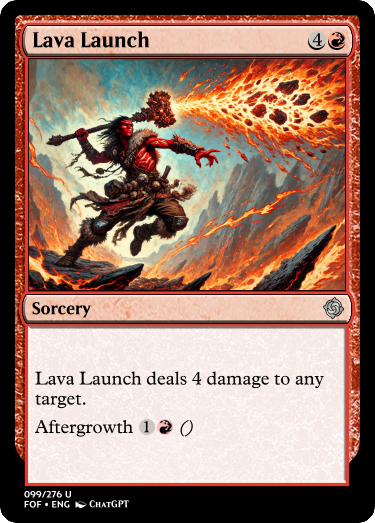 Lava Launch 4
Sorcery
Lava Launch deals 4 damage to any
target.
Aftergrowth 1 ()
099/276 U
FOF • ENG ChatGPT